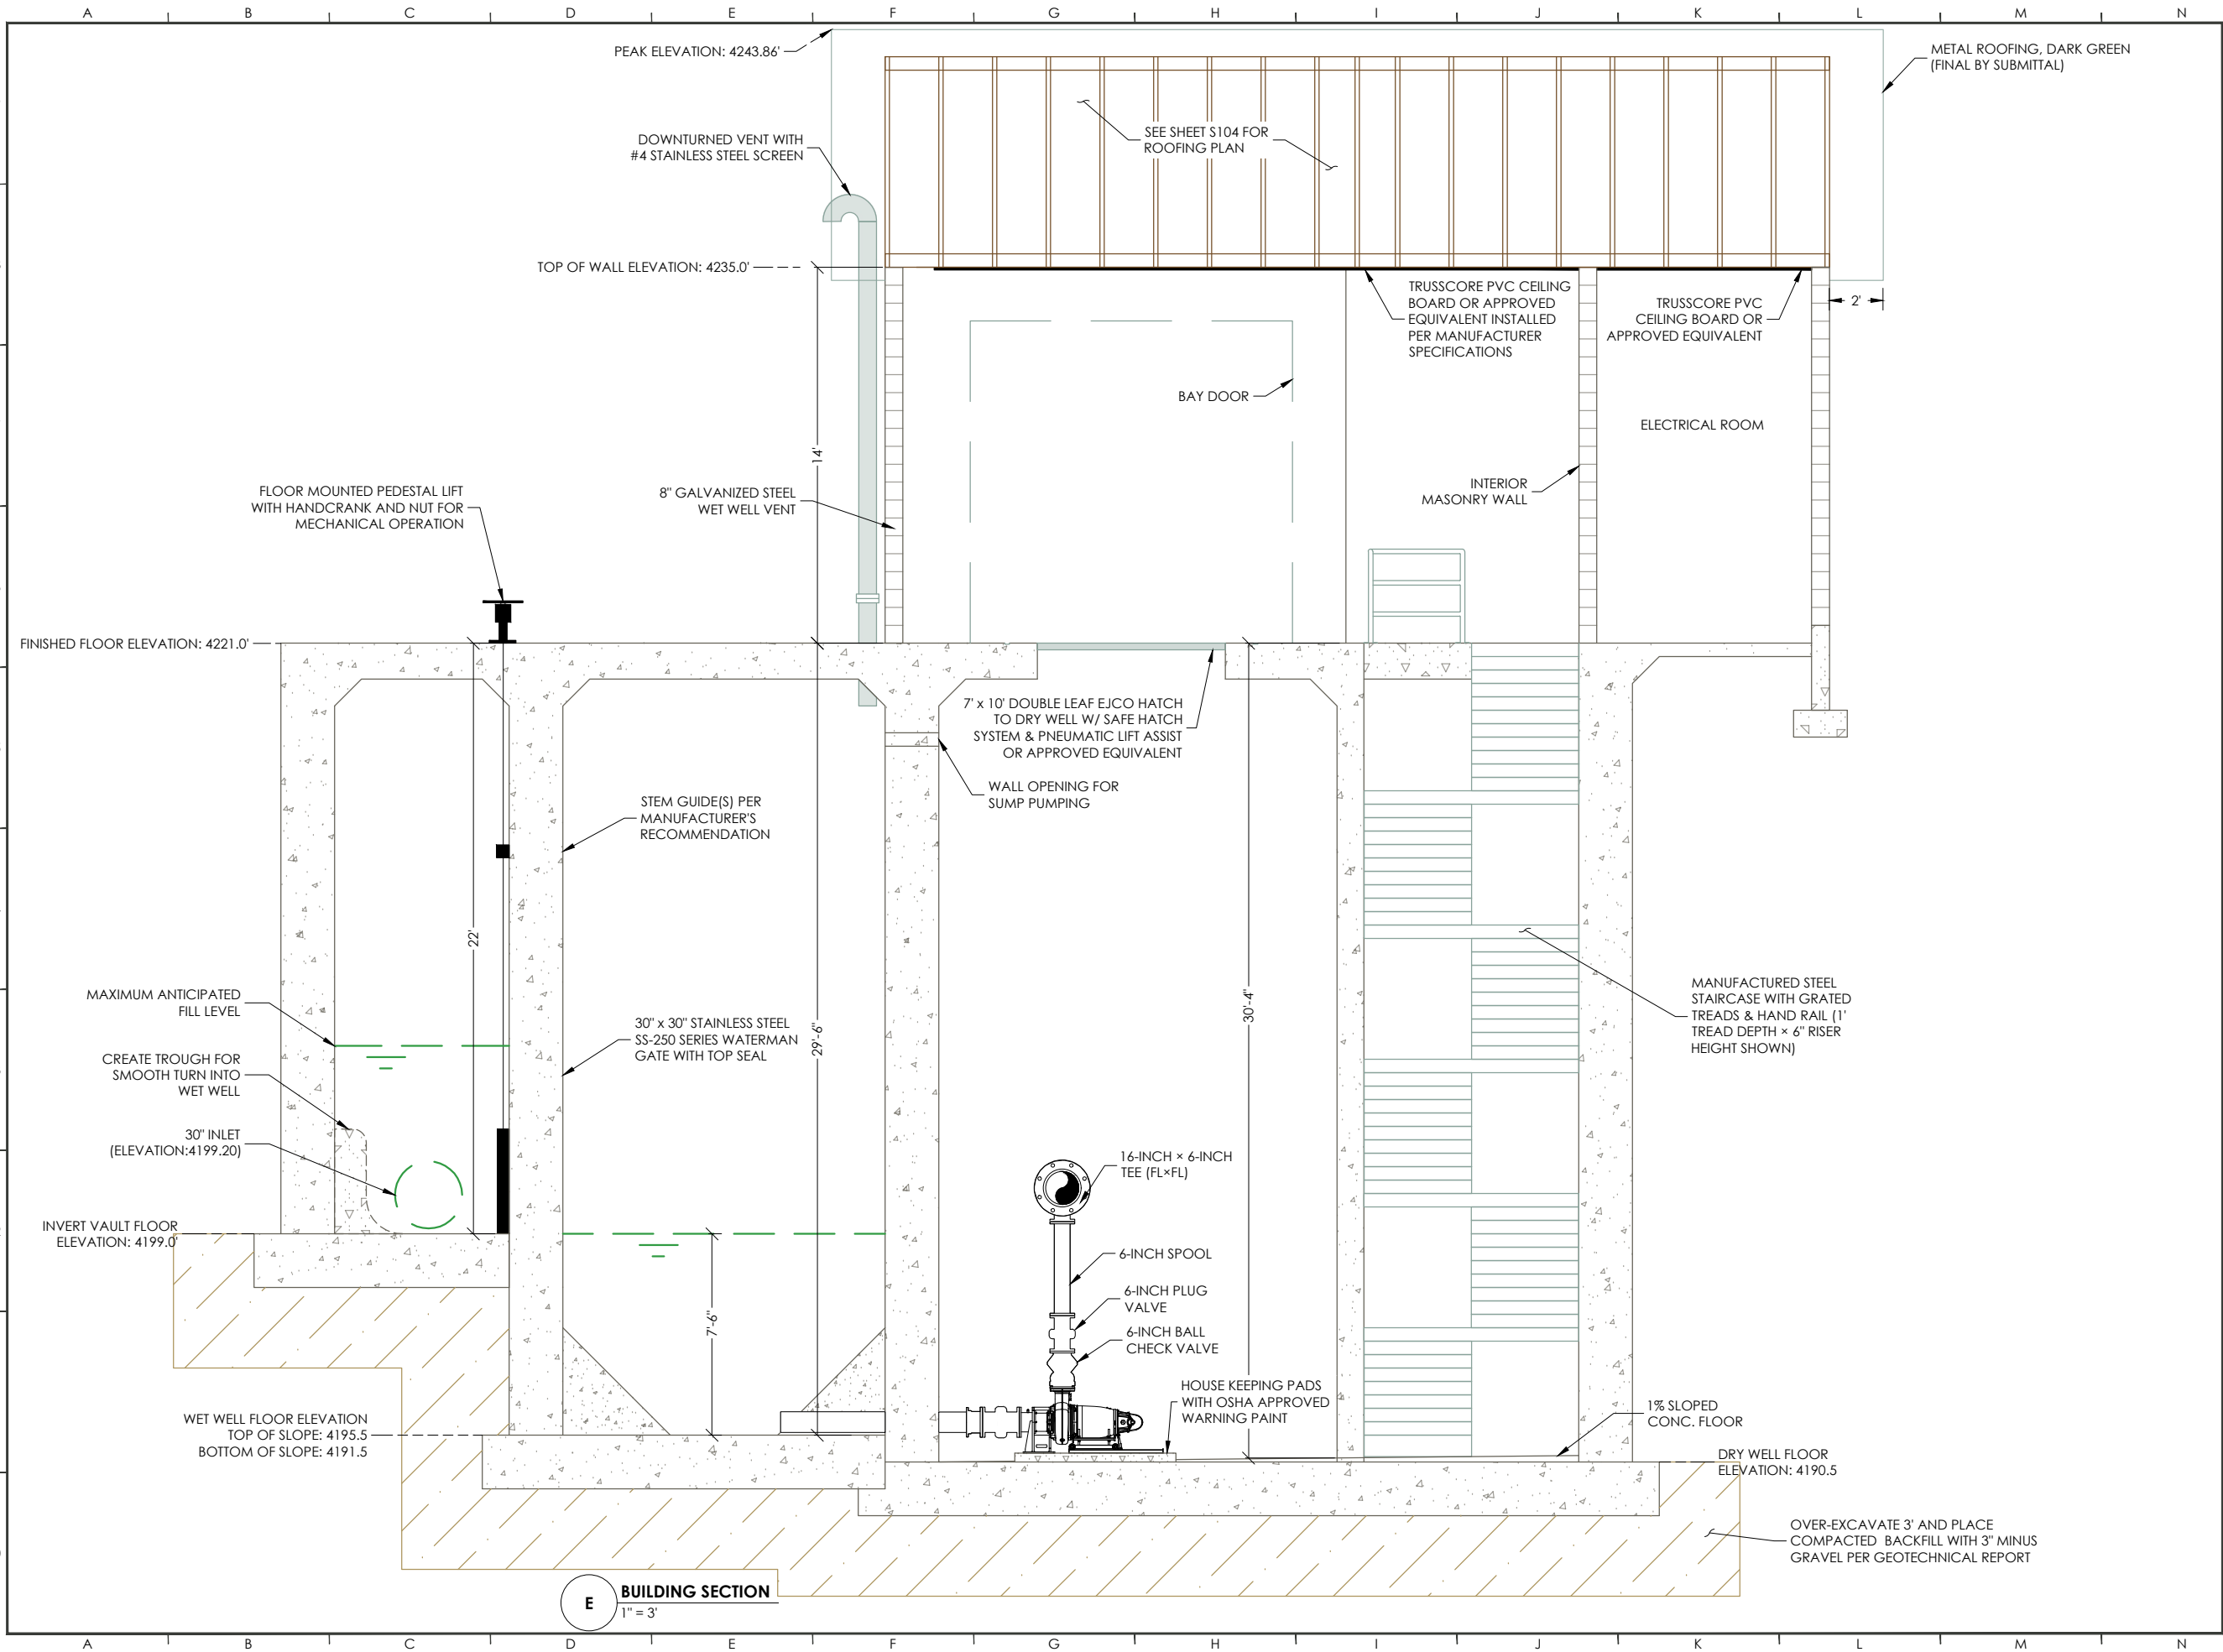 A B C D E F G H I J K L M N
PEAK ELEVATION: 4243.86'
METAL ROOFING, DARK GREEN
(FINAL BY SUBMITTAL)
DOWNTURNED VENT WITH
#4 STAINLESS STEEL SCREEN
SEE SHEET S104 FOR
ROOFING PLAN
TOP OF WALL ELEVATION: 4235.0'
TRUSSCORE PVC CEILING
BOARD OR APPROVED
EQUIVALENT INSTALLED
PER MANUFACTURER
SPECIFICATIONS
TRUSSCORE PVC
CEILING BOARD OR
APPROVED EQUIVALENT
2'
BAY DOOR
ELECTRICAL ROOM
14'
FLOOR MOUNTED PEDESTAL LIFT
WITH HANDCRANK AND NUT FOR
MECHANICAL OPERATION
8" GALVANIZED STEEL
WET WELL VENT
INTERIOR
MASONRY WALL
FINISHED FLOOR ELEVATION: 4221.0'
7' x 10' DOUBLE LEAF EJCO HATCH
TO DRY WELL W/ SAFE HATCH
SYSTEM & PNEUMATIC LIFT ASSIST
OR APPROVED EQUIVALENT
WALL OPENING FOR
SUMP PUMPING
STEM GUIDE(S) PER
MANUFACTURER'S
RECOMMENDATION
22'
MAXIMUM ANTICIPATED
FILL LEVEL
30'-4"
MANUFACTURED STEEL
STAIRCASE WITH GRATED
TREADS & HAND RAIL (1'
TREAD DEPTH × 6" RISER
HEIGHT SHOWN)
30" x 30" STAINLESS STEEL
SS-250 SERIES WATERMAN
GATE WITH TOP SEAL
29'-6"
CREATE TROUGH FOR
SMOOTH TURN INTO
WET WELL
30" INLET
(ELEVATION:4199.20)
16-INCH × 6-INCH
TEE (FL×FL)
INVERT VAULT FLOOR
ELEVATION: 4199.0'
6-INCH SPOOL
6-INCH PLUG
VALVE
7'-6"
6-INCH BALL
CHECK VALVE
HOUSE KEEPING PADS
WITH OSHA APPROVED
WARNING PAINT
1% SLOPED
CONC. FLOOR
WET WELL FLOOR ELEVATION
TOP OF SLOPE: 4195.5
BOTTOM OF SLOPE: 4191.5
DRY WELL FLOOR
ELEVATION: 4190.5
OVER-EXCAVATE 3' AND PLACE
COMPACTED BACKFILL WITH 3" MINUS
GRAVEL PER GEOTECHNICAL REPORT
E BUILDING SECTION
1" = 3'
A B C D E F G H I J K L M N